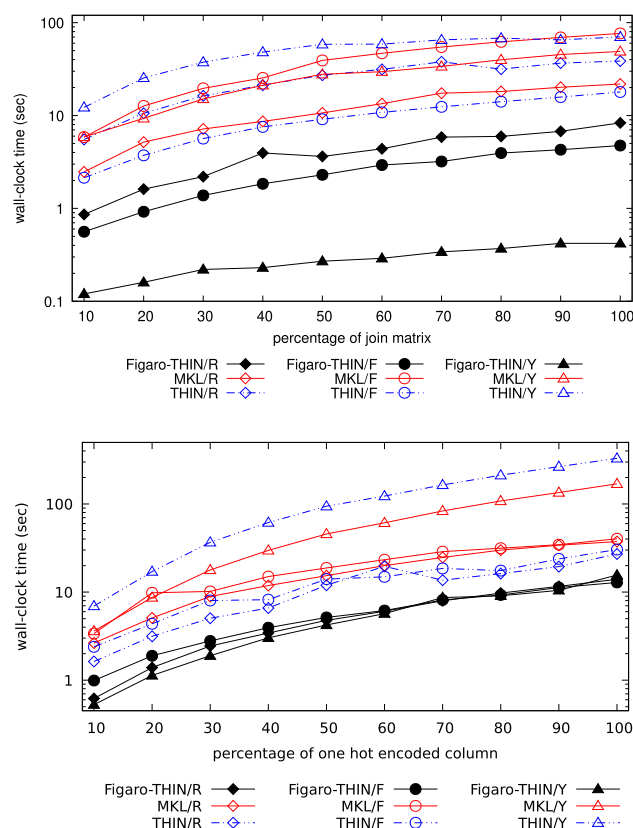 100
10
1
0.1
wall-clock time (sec)
10 20 30 40 50 60 70 80 90 100
percentage of join matrix
Figaro-THIN/R Figaro-THIN/F Figaro-THIN/Y
MKL/R MKL/F MKL/Y
THIN/R THIN/F THIN/Y
100
10
1
wall-clock time (sec)
10 20 30 40 50 60 70 80 90 100
percentage of one hot encoded column
Figaro-THIN/R Figaro-THIN/F Figaro-THIN/Y
MKL/R MKL/F MKL/Y
THIN/R THIN/F THIN/Y